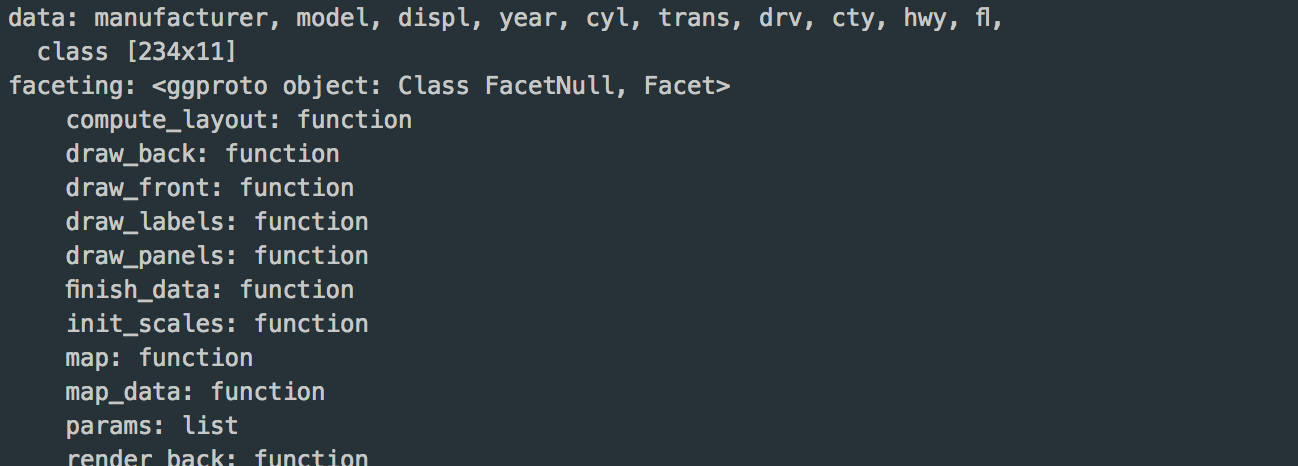 data: manufacturer, model, displ, year, cyl, trans, drv, cty, hwy, fl,
  class [234x11]
faceting: <ggproto object: Class FacetNull, Facet>
    compute_layout: function
    draw_back: function
    draw_front: function
    draw_labels: function
    draw_panels: function
    finish_data: function
    init_scales: function
    map: function
    map_data: function
    params: list
    render_back: function